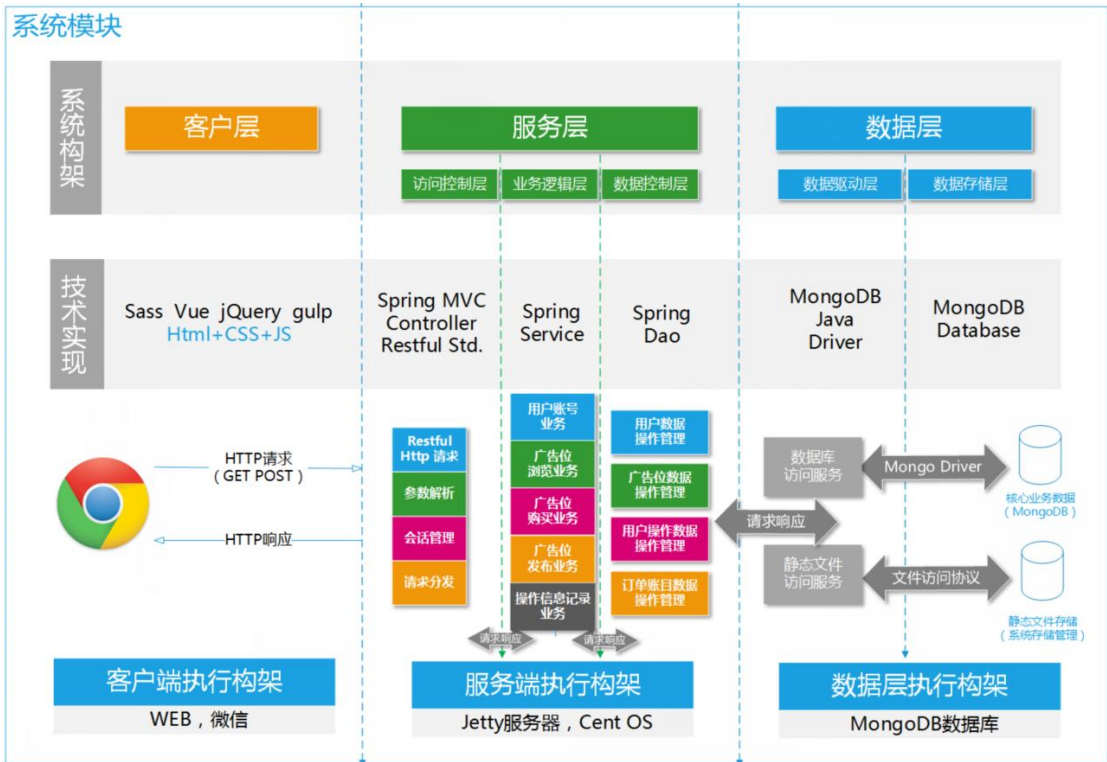 系统模块
系统构架
客户层
服务层
数据层
访问控制层
业务逻辑层
数据控制层
数据驱动层
数据存储层
技术实现
Sass Vue jQuery gulp
Html+CSS+JS
Spring MVC
Controller
Restful Std.
Spring
Service
Spring
Dao
MongoDB
Java
Driver
MongoDB
Database
HTTP请求
（GET POST）
HTTP响应
Restful
Http 请求
参数解析
会话管理
请求分发
用户账号
业务
广告位
浏览业务
广告位
购买业务
广告位
发布业务
操作信息记录
业务
用户数据
操作管理
广告位数据
操作管理
用户操作数据
操作管理
订单账目数据
操作管理
请求响应
请求响应
请求响应
数据库
访问服务
静态文件
访问服务
Mongo Driver
文件访问协议
核心业务数据
（MongoDB）
静态文件存储
（系统存储管理）
客户端执行构架
WEB，微信
服务端执行构架
Jetty服务器，Cent OS
数据层执行构架
MongoDB数据库